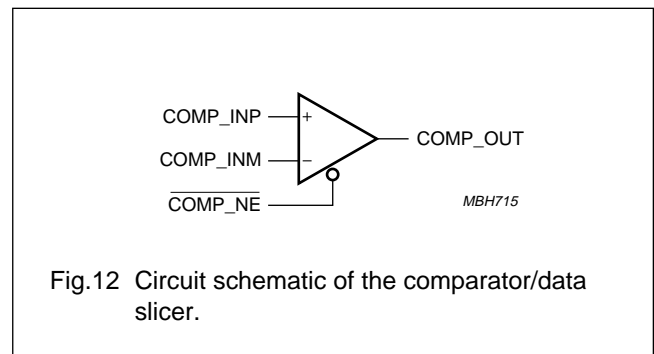 COMP_INP
+
COMP_OUT
COMP_INM
−
COMP_NE
MBH715
Fig.12 Circuit schematic of the comparator/data
slicer.